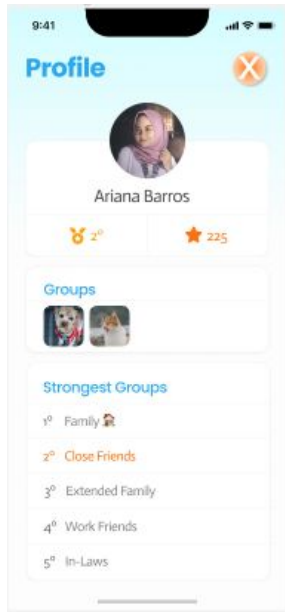 9:41
Profile
X
Ariana Barros
2º
225
Groups
Strongest Groups
1º Family
2º Close Friends
3º Extended Family
4º Work Friends
5º In-Laws